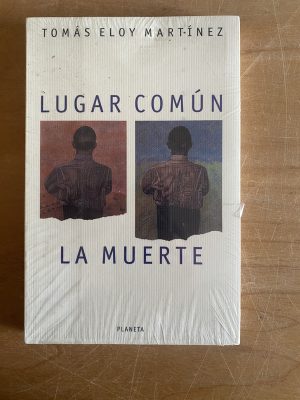 TOMÁS ELOY MARTÍNEZ
LUGAR COMÚN
LA MUERTE
PLANETA